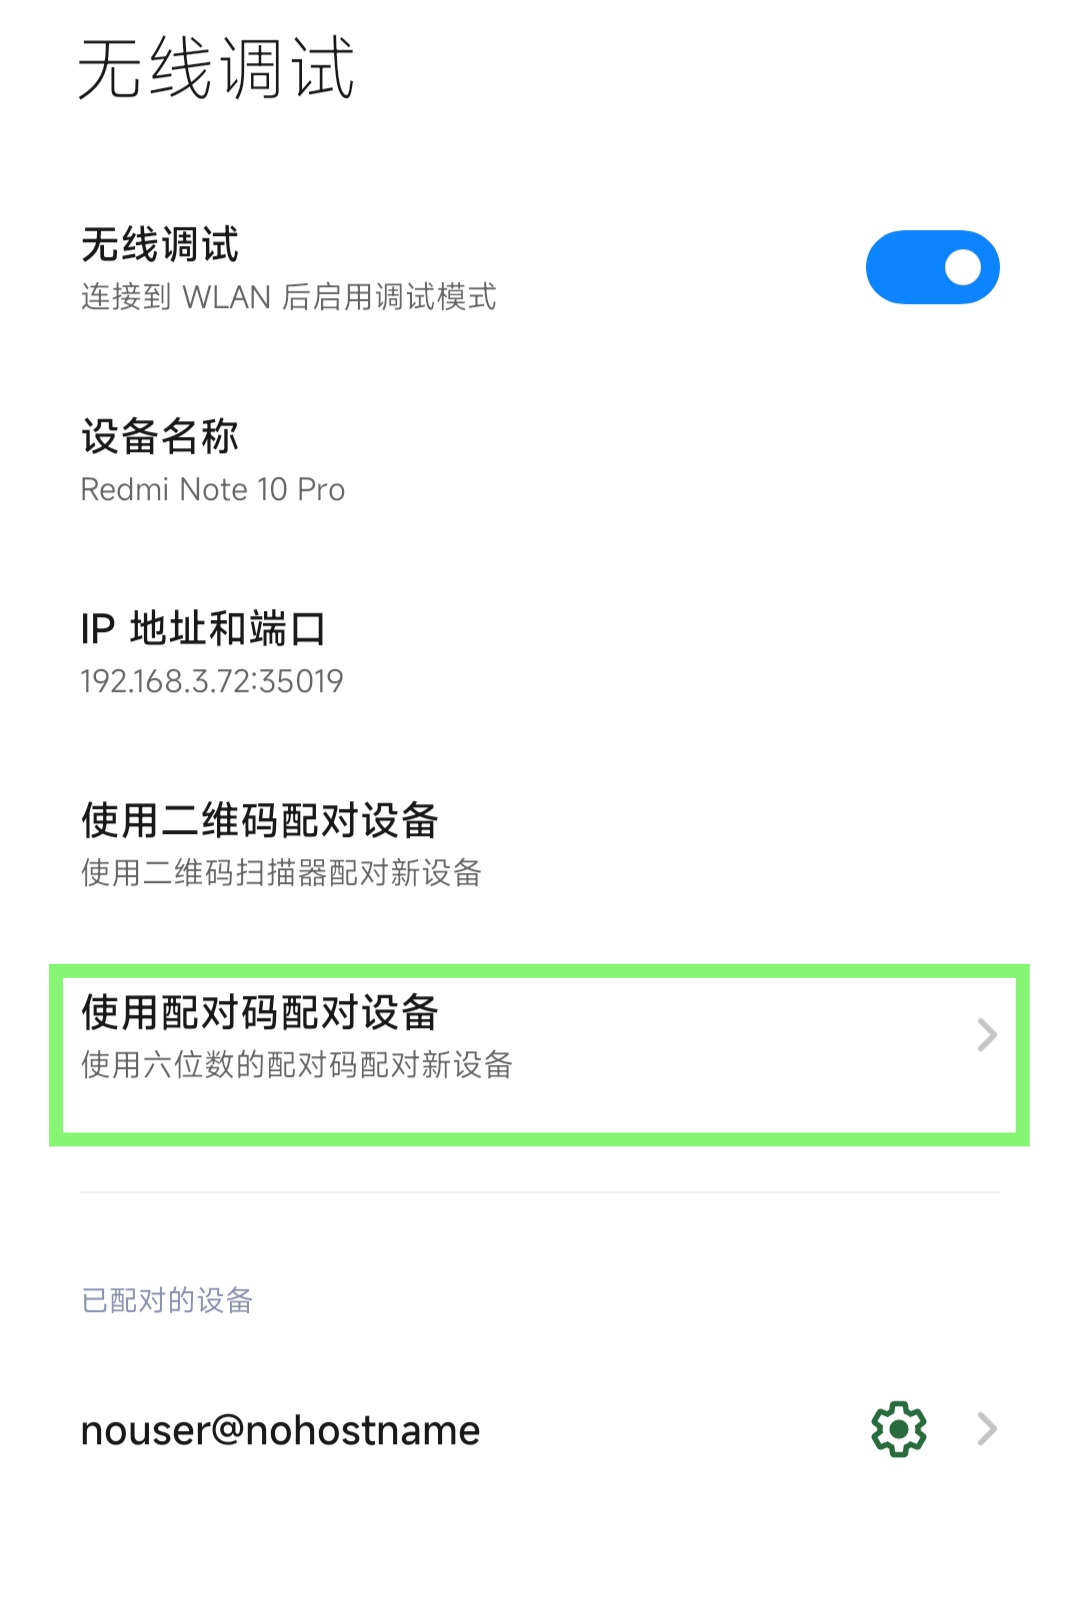 无线调试
无线调试
连接到 WLAN 后启用调试模式
设备名称
Redmi Note 10 Pro
IP 地址和端口
192.168.3.72:35019
使用二维码配对设备
使用二维码扫描器配对新设备
使用配对码配对设备
使用六位数的配对码配对新设备
已配对的设备
nouser@nohostname